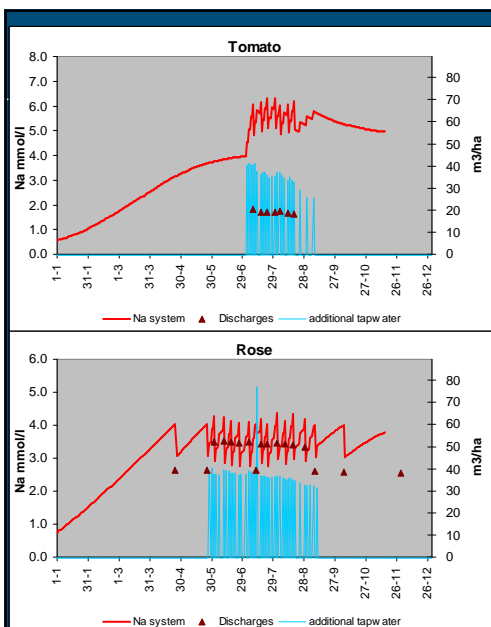 Tomato
8.0 80
7.0 70
6.0 60
5.0 50
4.0 40
3.0 30
2.0 20
1.0 10
0.0 0
Na mmol/l
m3/ha
1-1 31-1 1-3 31-3 30-4 30-5 29-6 29-7 28-8 27-9 27-10 26-11 26-12
Na system Discharges additional tapwater
Rose
6.0 80
5.0 70
4.0 60
3.0 50
2.0 40
1.0 30
0.0 20
10
0
Na mmol/l
m3/ha
1-1 31-1 1-3 31-3 30-4 30-5 29-6 29-7 28-8 27-9 27-10 26-11 26-12
Na system Discharges additional tapwater